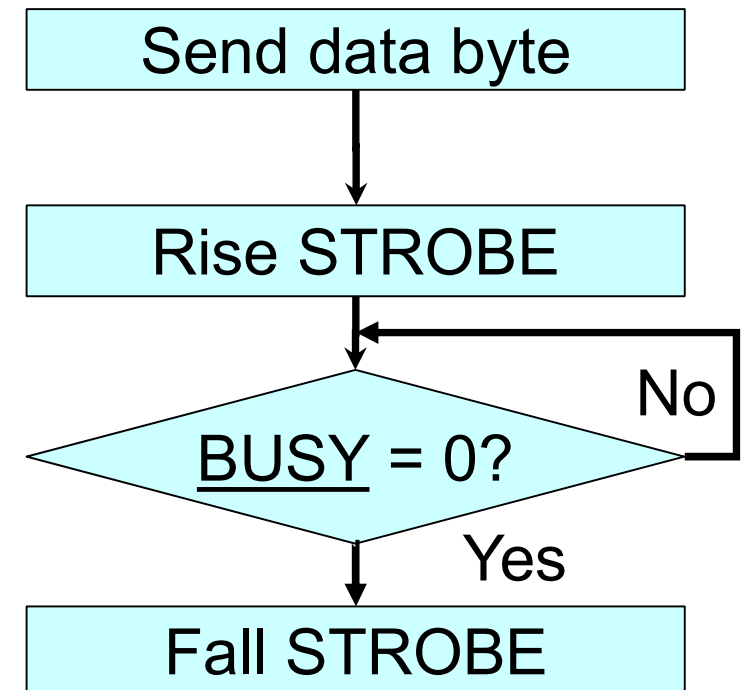 Send data byte
Rise STROBE
No
BUSY = 0?
Yes
Fall STROBE